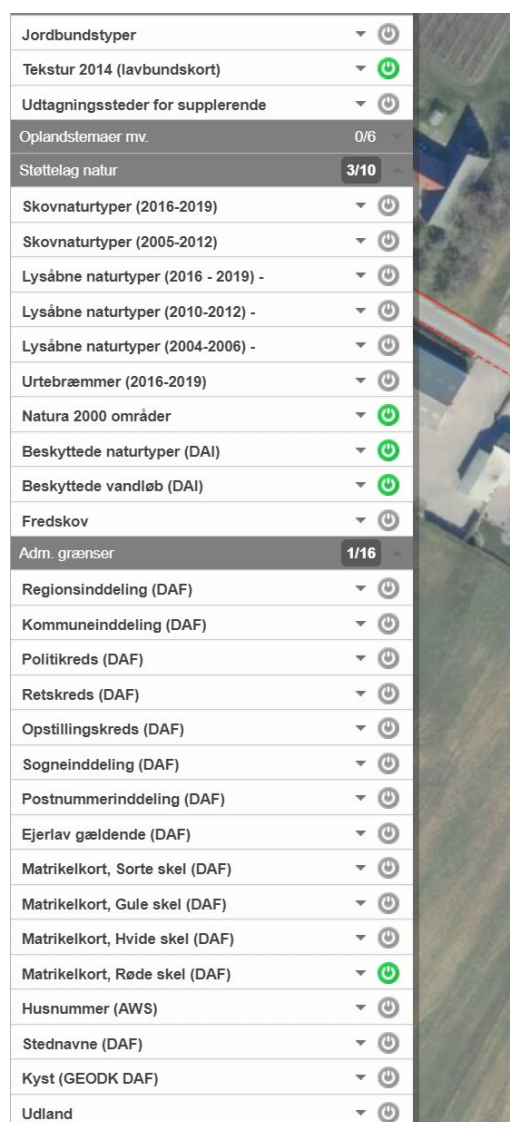 Jordbundstyper
Tekstur 2014 (lavbundskort)
Udtagningssteder for supplerende
Oplandstemaer mv. 0/6
Støttelag natur 3/10
Skovnaturtyper (2016-2019)
Skovnaturtyper (2005-2012)
Lysåbne naturtyper (2016 - 2019) -
Lysåbne naturtyper (2010-2012) -
Lysåbne naturtyper (2004-2006) -
Urtebræmmer (2016-2019)
Natura 2000 områder
Beskyttede naturtyper (DAI)
Beskyttede vandløb (DAI)
Fredskov
Adm. grænser 1/16
Regionsinddeling (DAF)
Kommuneinddeling (DAF)
Politikreds (DAF)
Retskreds (DAF)
Opstillingskreds (DAF)
Sogneinddeling (DAF)
Postnummerinddeling (DAF)
Ejerlav gældende (DAF)
Matrikelkort, Sorte skel (DAF)
Matrikelkort, Gule skel (DAF)
Matrikelkort, Hvide skel (DAF)
Matrikelkort, Røde skel (DAF)
Husnummer (AWS)
Stednavne (DAF)
Kyst (GEODK DAF)
Udland